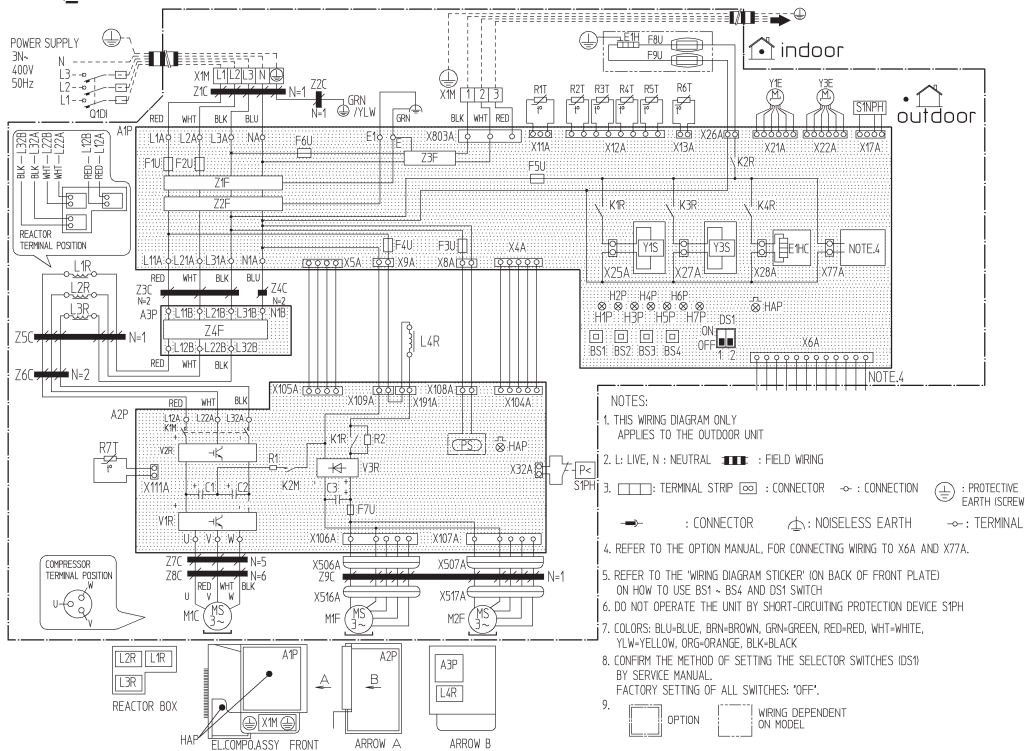 POWER SUPPLY
3N~
400V
50Hz
N
L3
L2
L1
Q1DI
X1M L1 L2 L3 N
Z1C N=1
Z2C
GRN
/YLW
RED WHT BLK BLU
X1M 1 2 3
GRN
BLK WHT RED
E1H F8U
F9U
indoor
outdoor
R1T R2T R3T R4T R5T R6T
Y1E Y3E
M M
S1NPH
X11A X12A X13A X26A X21A X22A X17A
BLK L32B
BLK L32A
WHT L22B
WHT L22A
RED L12B
RED L12A
REACTOR
TERMINAL POSITION
A1P
L1A L2A L3A NA E1 E X803A
F1U F2U F6U
Z3F
Z1F
Z2F
K2R
F5U
K1R K3R K4R
Y1S Y3S E1HC NOTE.4
X25A X27A X28A X77A
F4U F3U
L11A L21A L31A N1A X5A X9A X8A X4A
RED WHT BLK BLU
Z3C
N=2
Z4C
N=2
L1R
L2R
L3R
A3P
L11B L21B L31B N1B
Z4F
L12B L22B L32B
RED WHT BLK
Z5C N=1
Z6C N=2
L4R
H2P H4P H6P
H1P H3P H5P H7P
HAP
BS1 BS2 BS3 BS4
DS1
ON
OFF
1 2
X6A
NOTE.4
X105A X109A X191A X108A X104A
A2P
RED WHT BLK
L12A L22A L32A
K1M
V2R
R7T
X111A
R1
K2M
C1 C2
V1R
K1R R2
V3R
C3
F7U
PS
HAP
X32A
P<
S1PH
U V W
X106A X107A
Z7C N=5
Z8C N=6
RED WHT BLK
U V W
M1C MS
3~
X506A X507A
Z9C N=1
X516A X517A
M1F MS
3~
M2F MS
3~
COMPRESSOR
TERMINAL POSITION
W
U
V
L2R L1R
L3R
REACTOR BOX
A1P
X1M
HAP
EL.COMPO.ASSY FRONT
A
A2P
B
ARROW A
A3P
L4R
ARROW B
NOTES:
1. THIS WIRING DIAGRAM ONLY
APPLIES TO THE OUTDOOR UNIT
2. L: LIVE, N : NEUTRAL : FIELD WIRING
3. : TERMINAL STRIP : CONNECTOR : CONNECTION : PROTECTIVE
EARTH (SCREW
: CONNECTOR : NOISELESS EARTH : TERMINAL
4. REFER TO THE OPTION MANUAL, FOR CONNECTING WIRING TO X6A AND X77A.
5. REFER TO THE 'WIRING DIAGRAM STICKER' (ON BACK OF FRONT PLATE)
ON HOW TO USE BS1 ~ BS4 AND DS1 SWITCH
6. DO NOT OPERATE THE UNIT BY SHORT-CIRCUITING PROTECTION DEVICE S1PH
7. COLORS: BLU=BLUE, BRN=BROWN, GRN=GREEN, RED=RED, WHT=WHITE,
YLW=YELLOW, ORG=ORANGE, BLK=BLACK
8. CONFIRM THE METHOD OF SETTING THE SELECTOR SWITCHES (DS1)
BY SERVICE MANUAL.
FACTORY SETTING OF ALL SWITCHES: "OFF".
9. OPTION WIRING DEPENDENT
ON MODEL